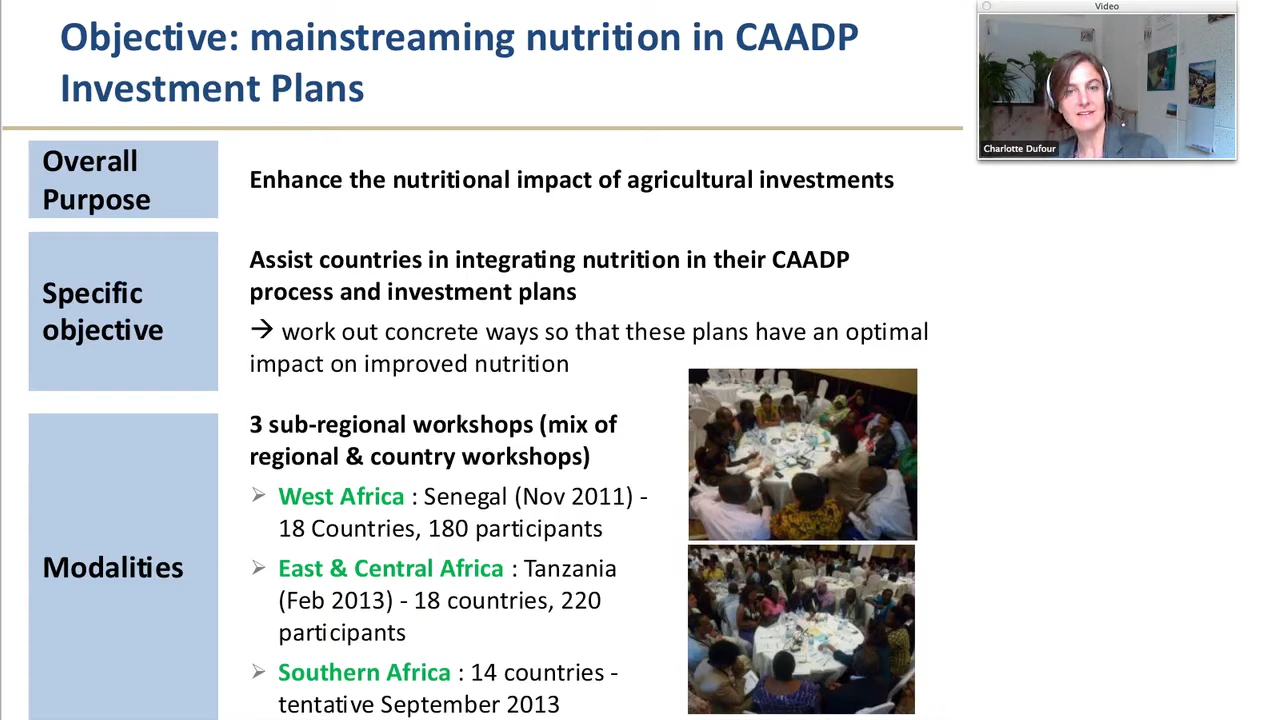 Objective: mainstreaming nutrition in CAADP
Investment Plans
Video
Charlotte Dufour
Overall
Purpose
Enhance the nutritional impact of agricultural investments
Specific
objective
Assist countries in integrating nutrition in their CAADP
process and investment plans
→ work out concrete ways so that these plans have an optimal
impact on improved nutrition
Modalities
3 sub-regional workshops (mix of
regional & country workshops)
West Africa : Senegal (Nov 2011) -
18 Countries, 180 participants
East & Central Africa : Tanzania
(Feb 2013) - 18 countries, 220
participants
Southern Africa : 14 countries -
tentative September 2013